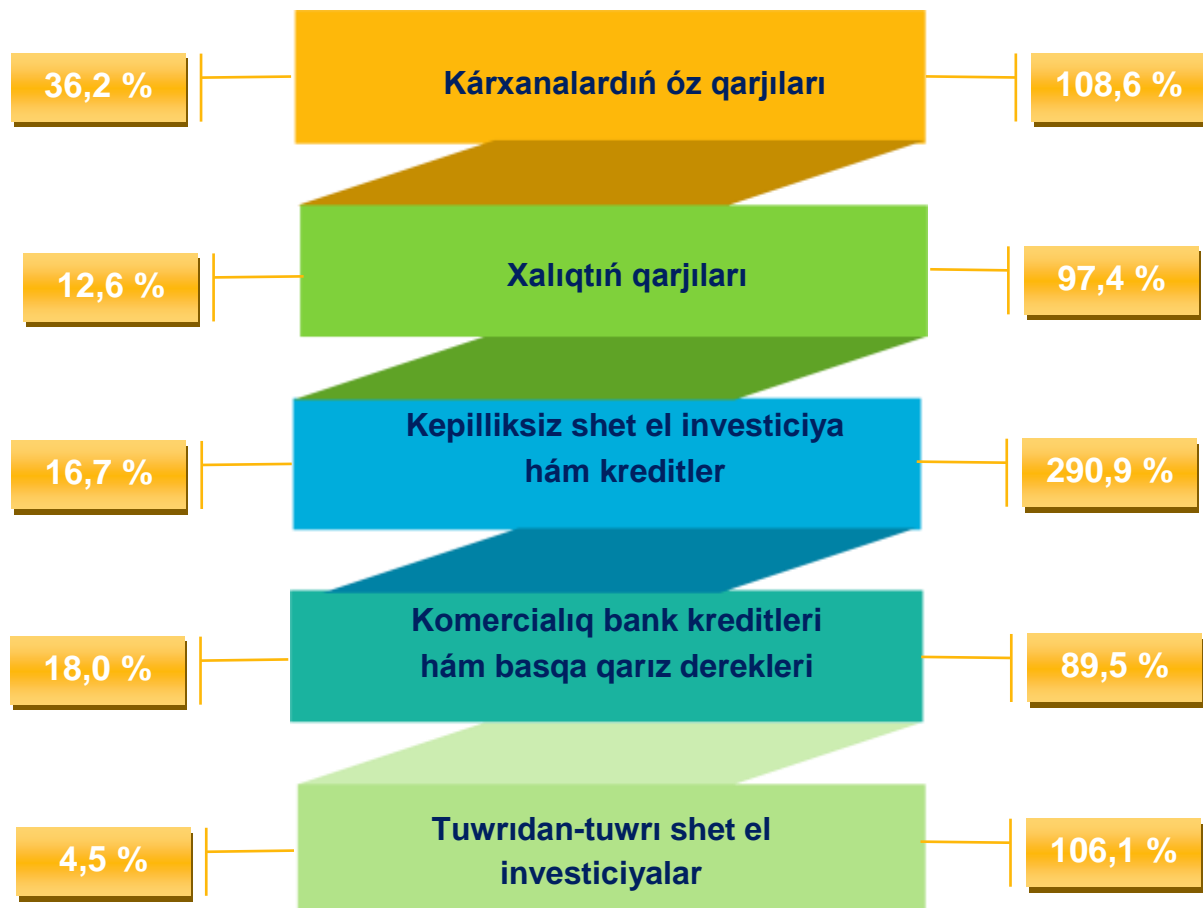 36,2 %
Kárxanalardıń óz qarjıları
108,6 %
12,6 %
Xalıqtıń qarjıları
97,4 %
16,7 %
Kepilliksiz shet el investiciya
hám kreditler
290,9 %
18,0 %
Komercialıq bank kreditleri
hám basqa qarız derekleri
89,5 %
4,5 %
Tuwrıdan-tuwrı shet el
investiciyalar
106,1 %